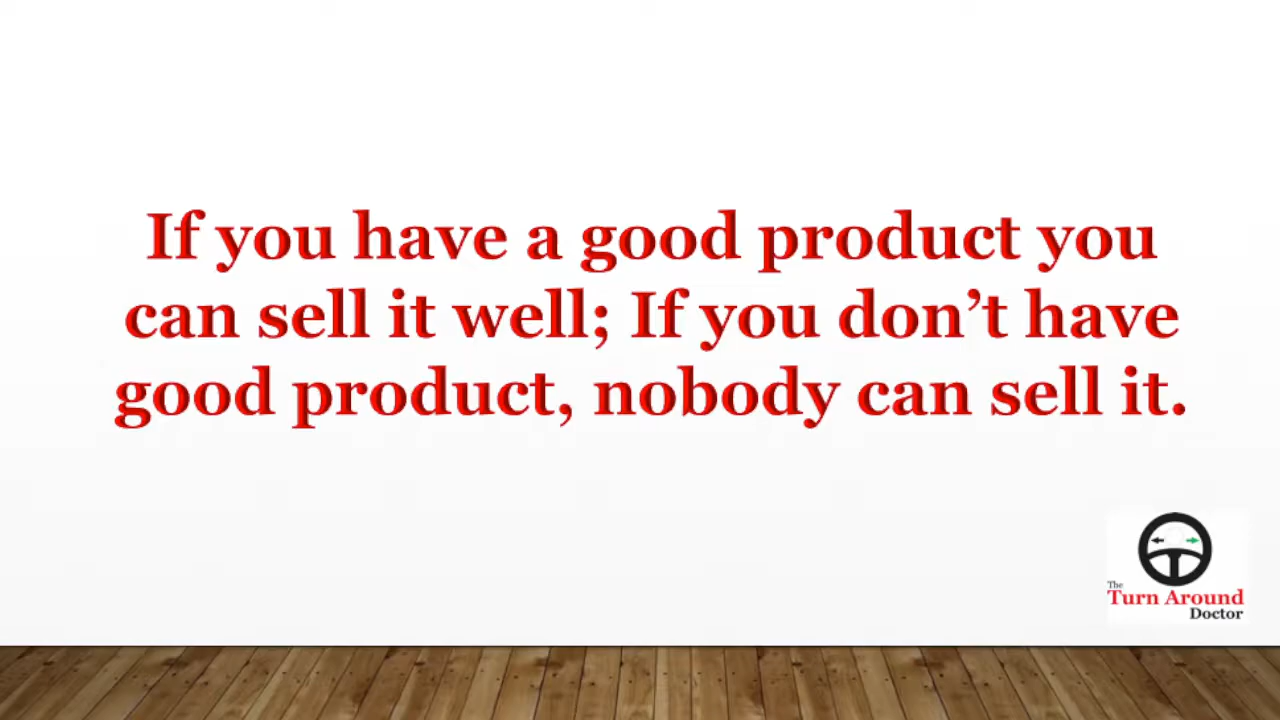 If you have a good product you
can sell it well; If you don’t have
good product, nobody can sell it.
The
Turn Around
Doctor